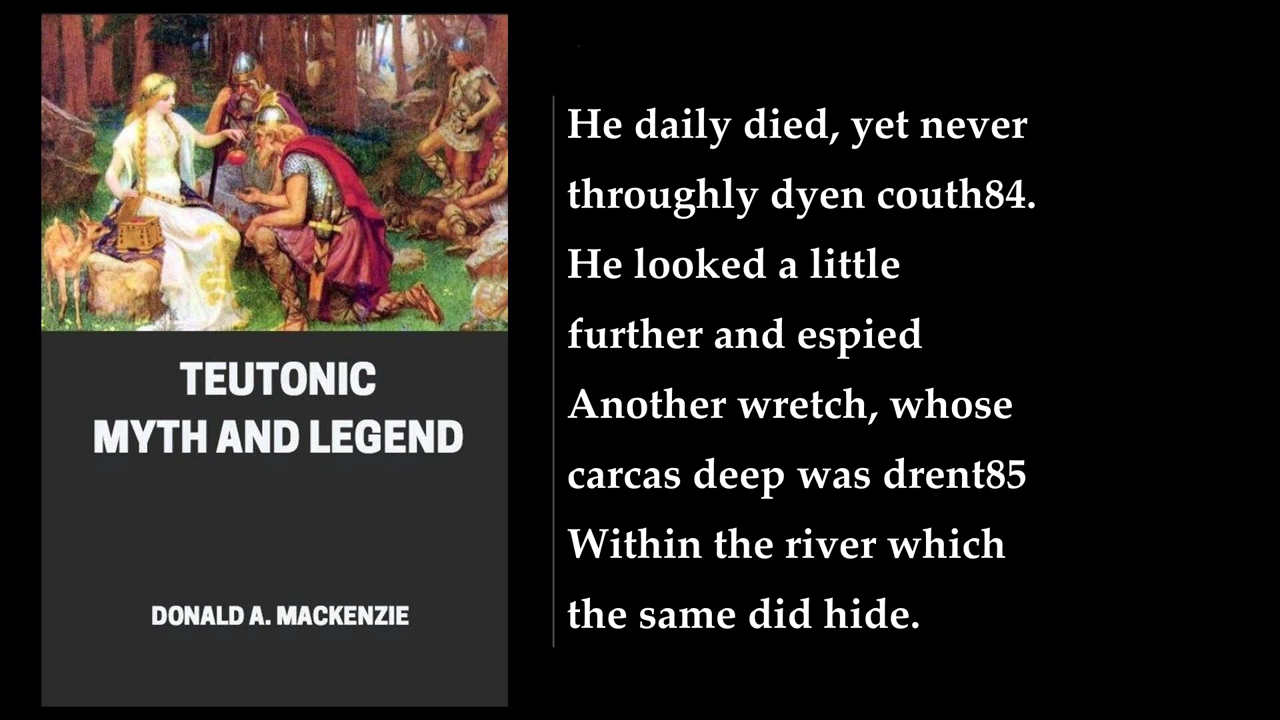 TEUTONIC
MYTH AND LEGEND
DONALD A. MACKENZIE
He daily died, yet never
throughly dyen couth84.
He looked a little
further and espied
Another wretch, whose
carcas deep was drent85
Within the river which
the same did hide.